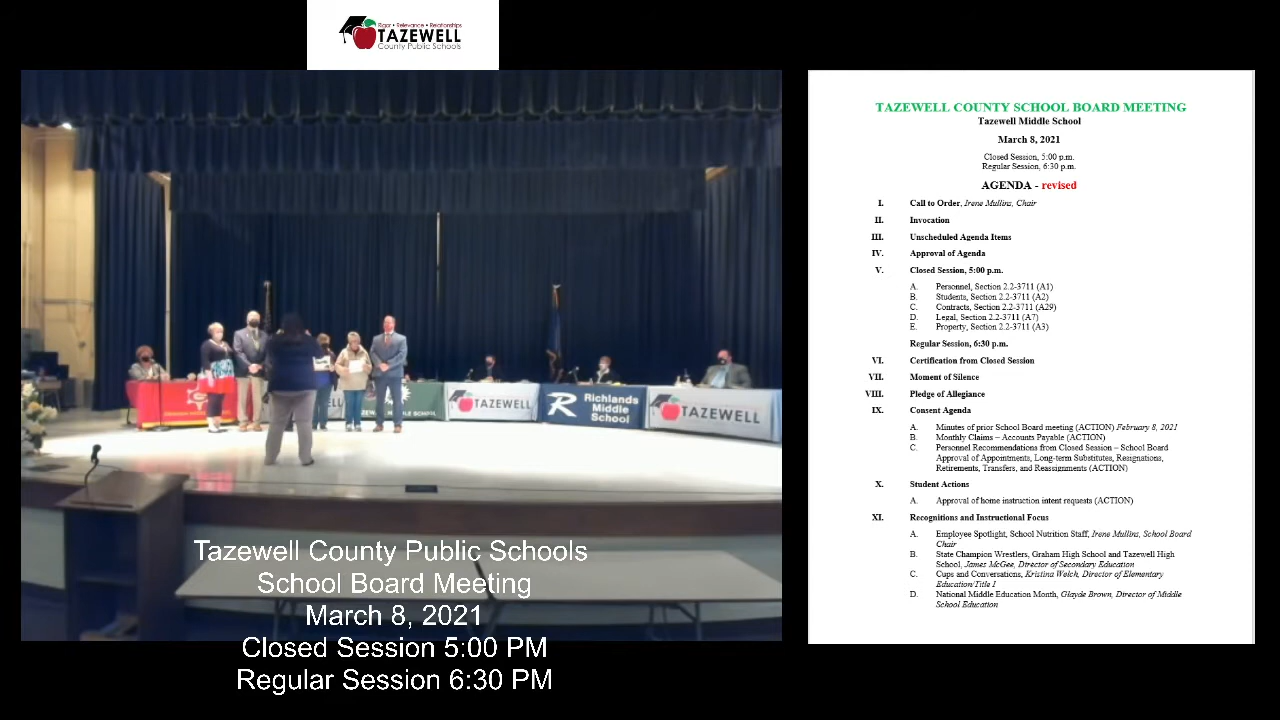 Rigor • Relevance • Relationships
TAZEWELL
County Public Schools
TAZEWELL
Richlands
Middle
School
R
TAZEWELL
Tazewell County Public Schools
School Board Meeting
March 8, 2021
Closed Session 5:00 PM
Regular Session 6:30 PM
TAZEWELL COUNTY SCHOOL BOARD MEETING
Tazewell Middle School
March 8, 2021
Closed Session, 5:00 p.m.
Regular Session, 6:30 p.m.
AGENDA - revised
I. Call to Order, Irene Mullins, Chair
II. Invocation
III. Unscheduled Agenda Items
IV. Approval of Agenda
V. Closed Session, 5:00 p.m.
A. Personnel, Section 2.2-3711 (A1)
B. Students, Section 2.2-3711 (A2)
C. Contracts, Section 2.2-3711 (A29)
D. Legal, Section 2.2-3711 (A7)
E. Property, Section 2.2-3711 (A3)
Regular Session, 6:30 p.m.
VI. Certification from Closed Session
VII. Moment of Silence
VIII. Pledge of Allegiance
IX. Consent Agenda
A. Minutes of prior School Board meeting (ACTION) February 8, 2021
B. Monthly Claims – Accounts Payable (ACTION)
C. Personnel Recommendations from Closed Session – School Board
Approval of Appointments, Long-term Substitutes, Resignations,
Retirements, Transfers, and Reassignments (ACTION)
X. Student Actions
A. Approval of home instruction intent requests (ACTION)
XI. Recognitions and Instructional Focus
A. Employee Spotlight, School Nutrition Staff, Irene Mullins, School Board
Chair
B. State Champion Wrestlers, Graham High School and Tazewell High
School, James McGee, Director of Secondary Education
C. Cups and Conversations, Kristina Welch, Director of Elementary
Education/Title I
D. National Middle Education Month, Glayde Brown, Director of Middle
School Education